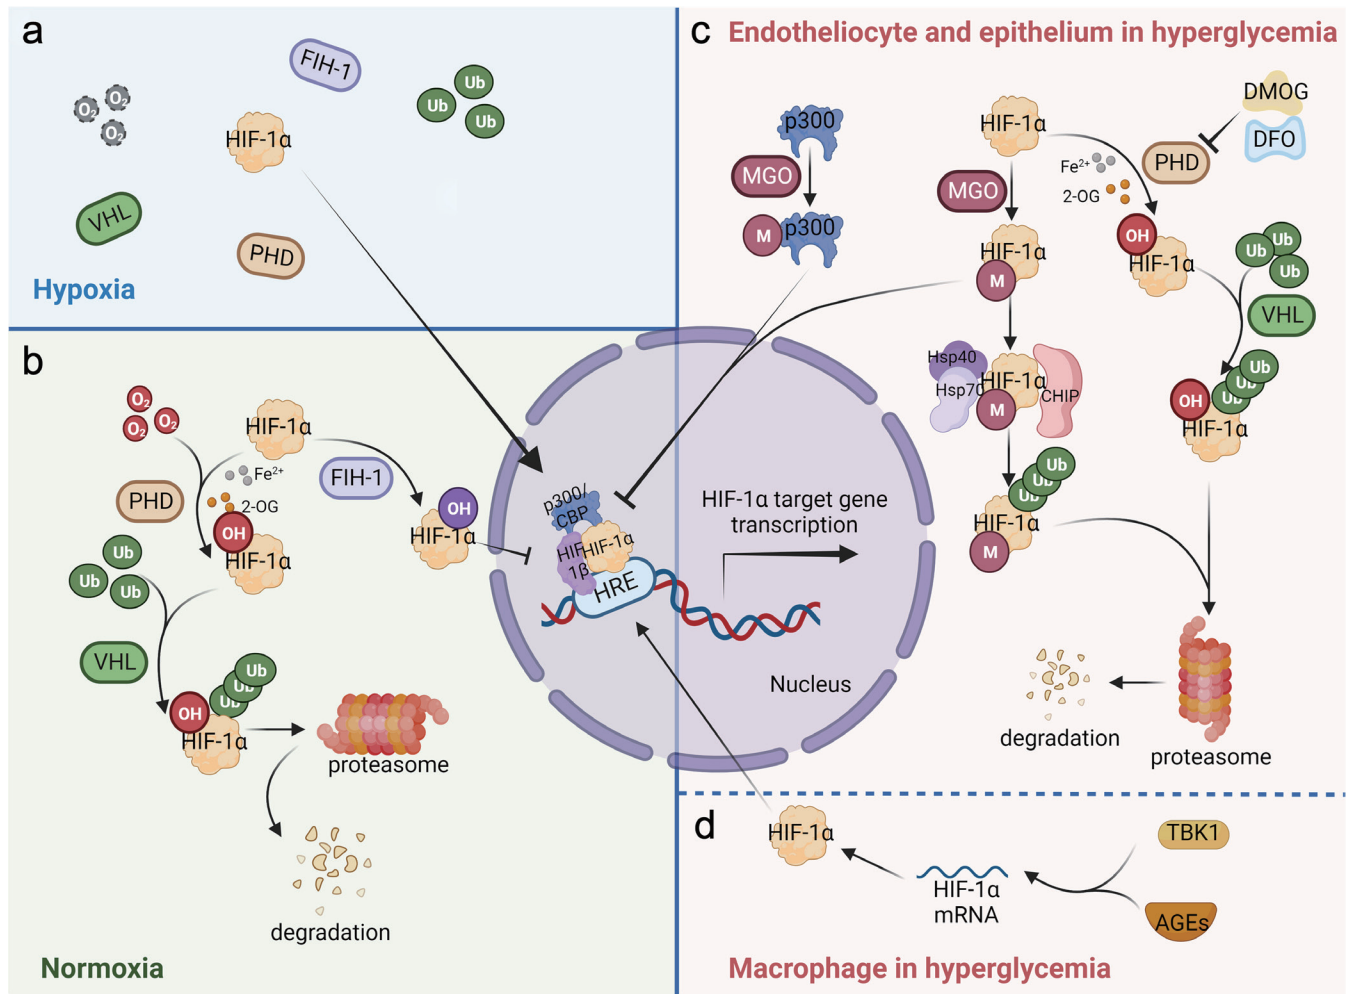 a
FIH-1
O₂
O₂
O₂
Ub
Ub
Ub
HIF-1α
VHL
PHD
Hypoxia
b
O₂
O₂
O₂
HIF-1α
Fe²⁺
2-OG
PHD
FIH-1
OH
HIF-1α
OH
HIF-1α
Ub
Ub
Ub
VHL
Ub
Ub
Ub
OH
HIF-1α
proteasome
degradation
Normoxia
p300/
CBP
HIF
1β
HIF-1α
HRE
HIF-1α target gene
transcription
Nucleus
c
Endotheliocyte and epithelium in hyperglycemia
p300
MGO
M
p300
HIF-1α
MGO
HIF-1α
M
Hsp40
Hsp70
HIF-1α
M
CHIP
Ub
Ub
Ub
HIF-1α
M
DMOG
DFO
PHD
Fe²⁺
2-OG
OH
HIF-1α
Ub
Ub
Ub
VHL
Ub
Ub
Ub
OH
HIF-1α
degradation
proteasome
d
HIF-1α
HIF-1α
mRNA
TBK1
AGEs
Macrophage in hyperglycemia